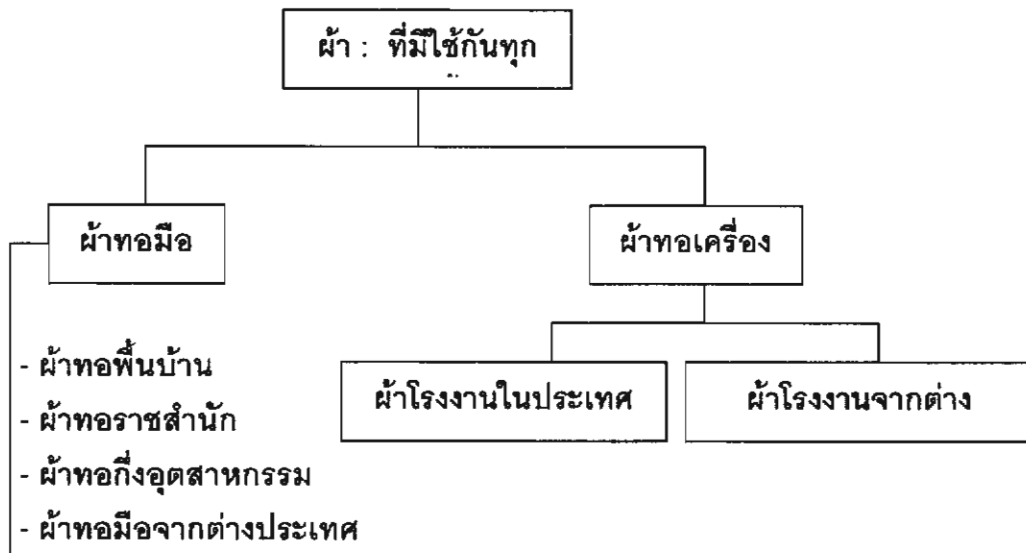 ผ้า : ที่มีใช้กันทุก
ผ้าทอมือ
ผ้าทอเครื่อง
- ผ้าทอพื้นบ้าน
- ผ้าทอราชสำนัก
- ผ้าทอกึ่งอุตสาหกรรม
- ผ้าทอมือจากต่างประเทศ
ผ้าโรงงานในประเทศ
ผ้าโรงงานจากต่าง